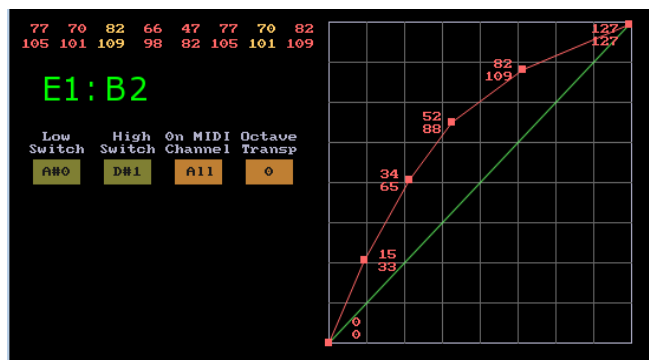 77 70 82 66 47 77 70 82
105 101 109 98 82 105 101 109
E1:B2
Low High On MIDI Octave
Switch Switch Channel Transp
A#0 D#1 All 0
127
127
82
109
52
88
34
65
15
33
0
0